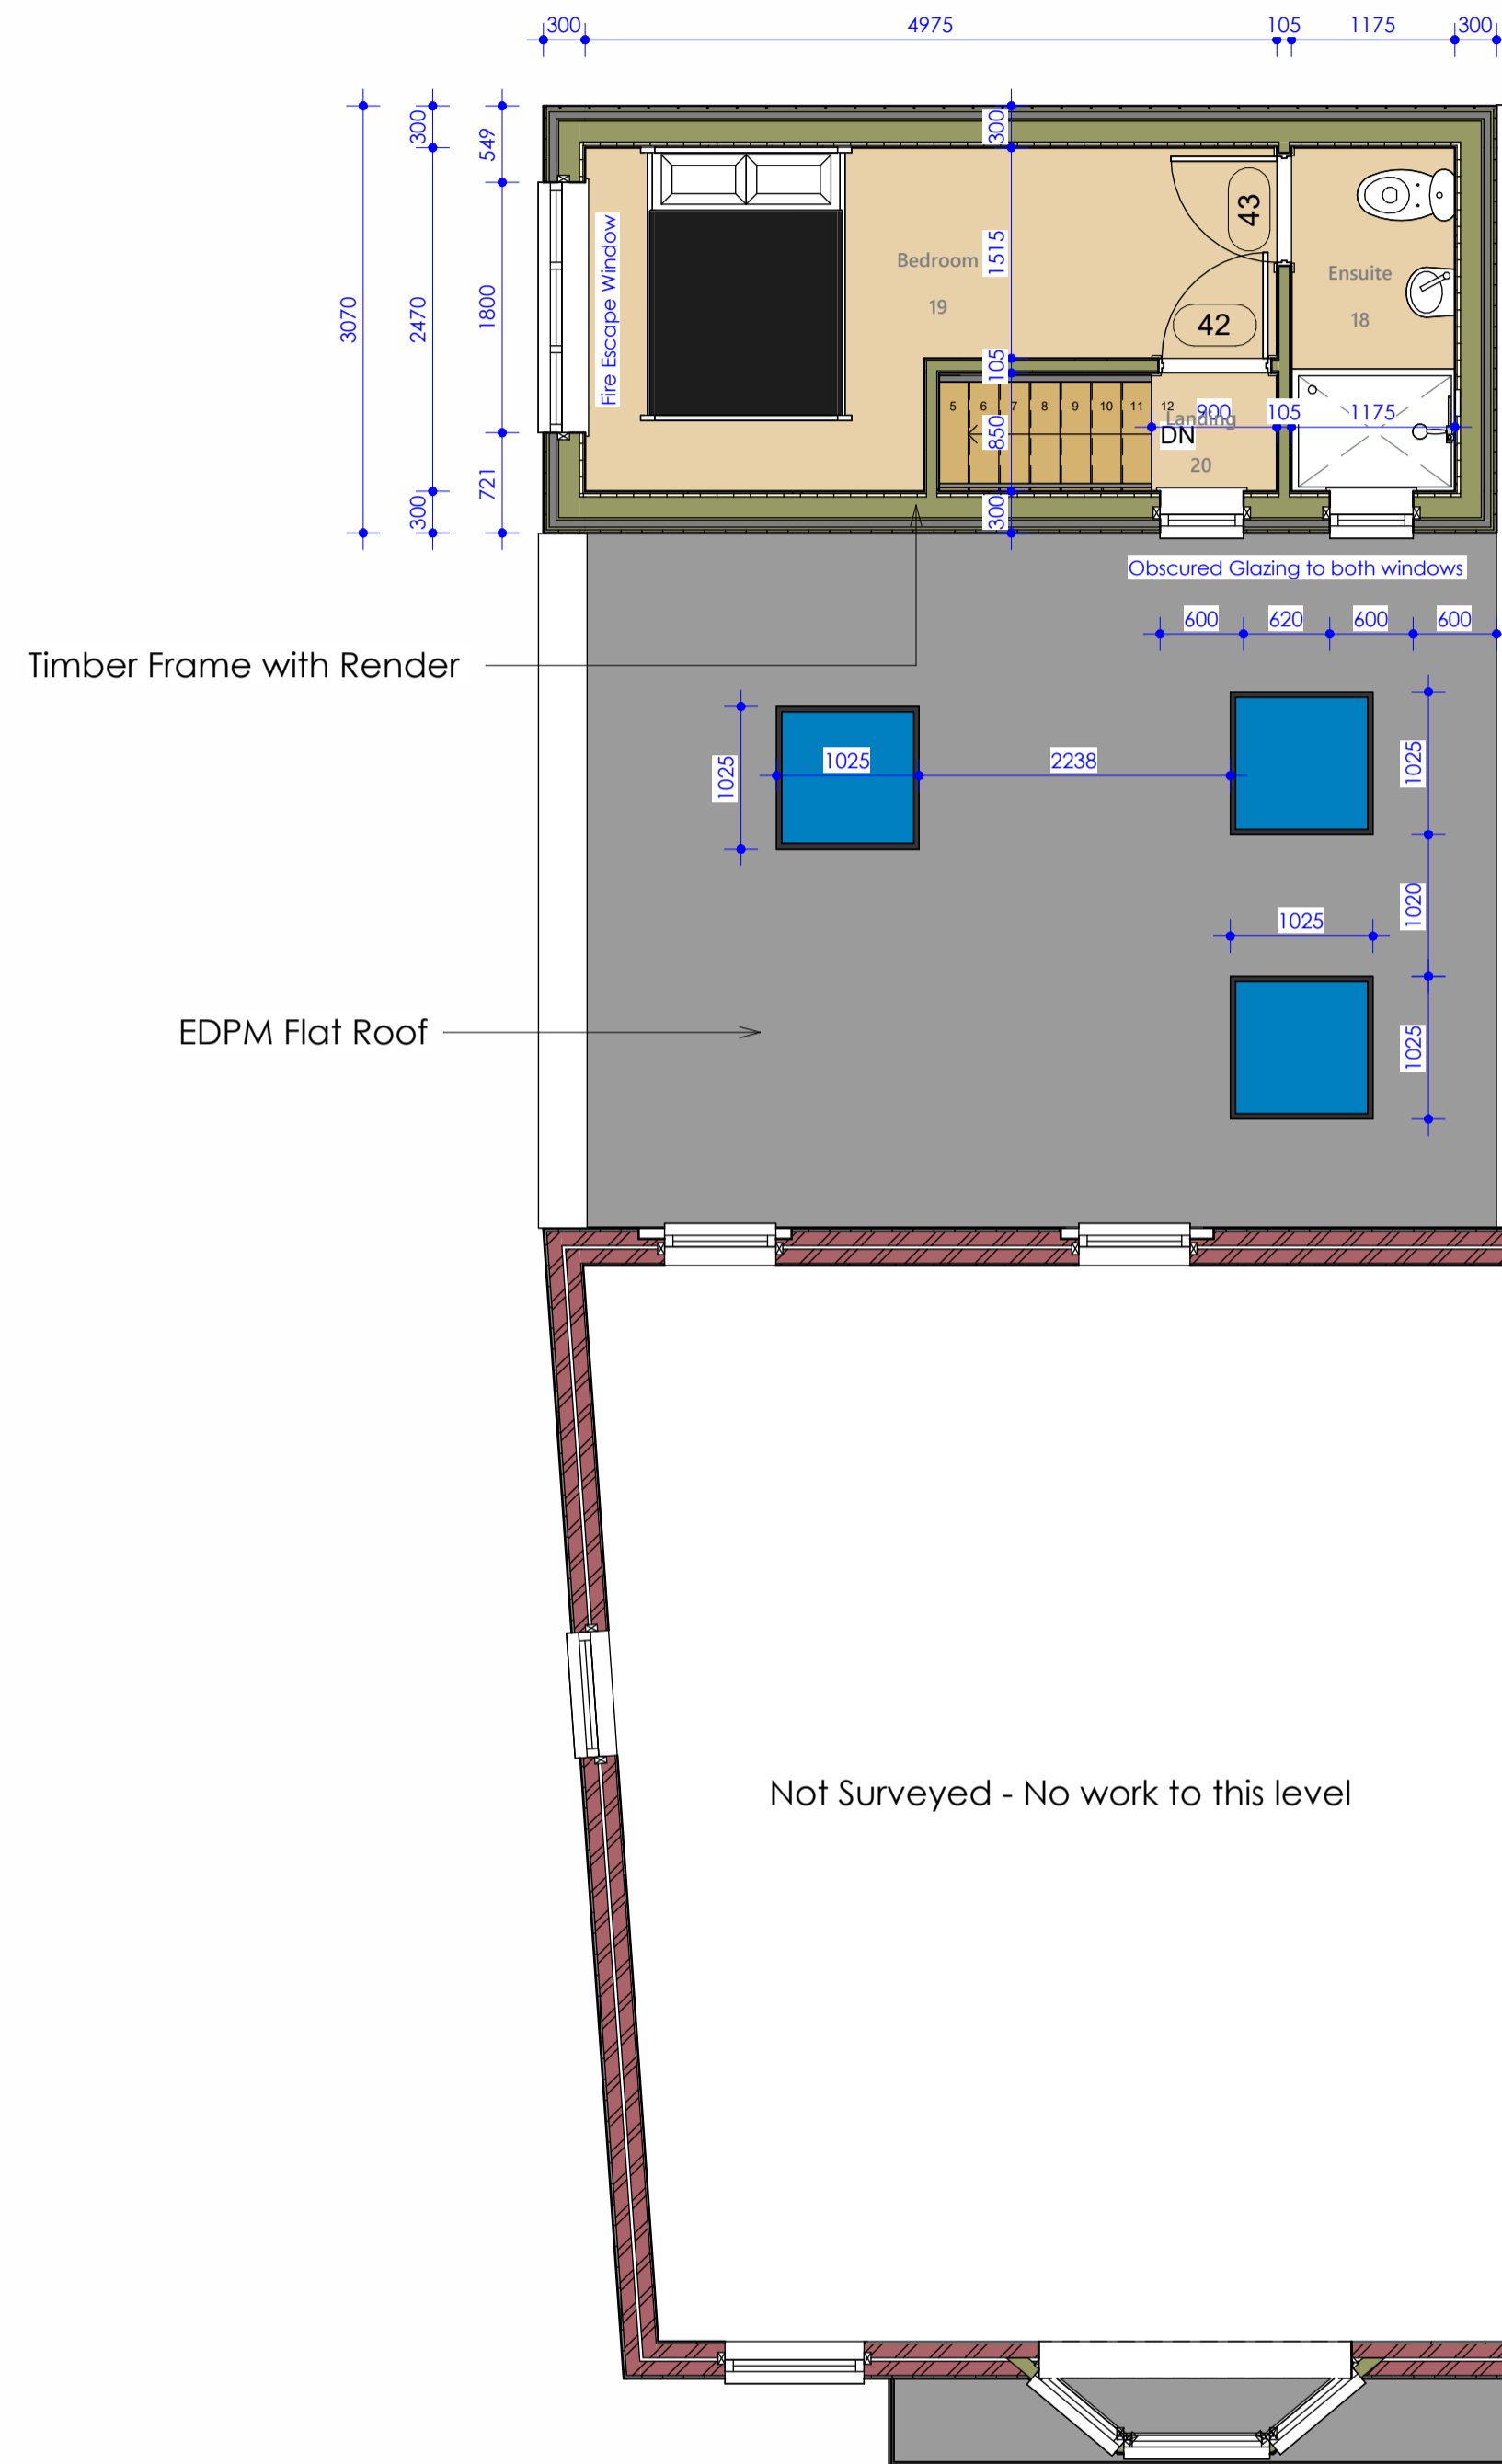 300 4975 105 1175 300
300
549
300
43
Fire Escape Window
Bedroom
1515
Ensuite
19
18
3070
2470
1800
42
105
5 6 7 8 9 10 11 12
Landing
900 105 1175
850
DN
20
721
300
300
Obscured Glazing to both windows
600 620 600 600
Timber Frame with Render
1025
1025
2238
1025
1020
1025
EDPM Flat Roof
1025
Not Surveyed - No work to this level